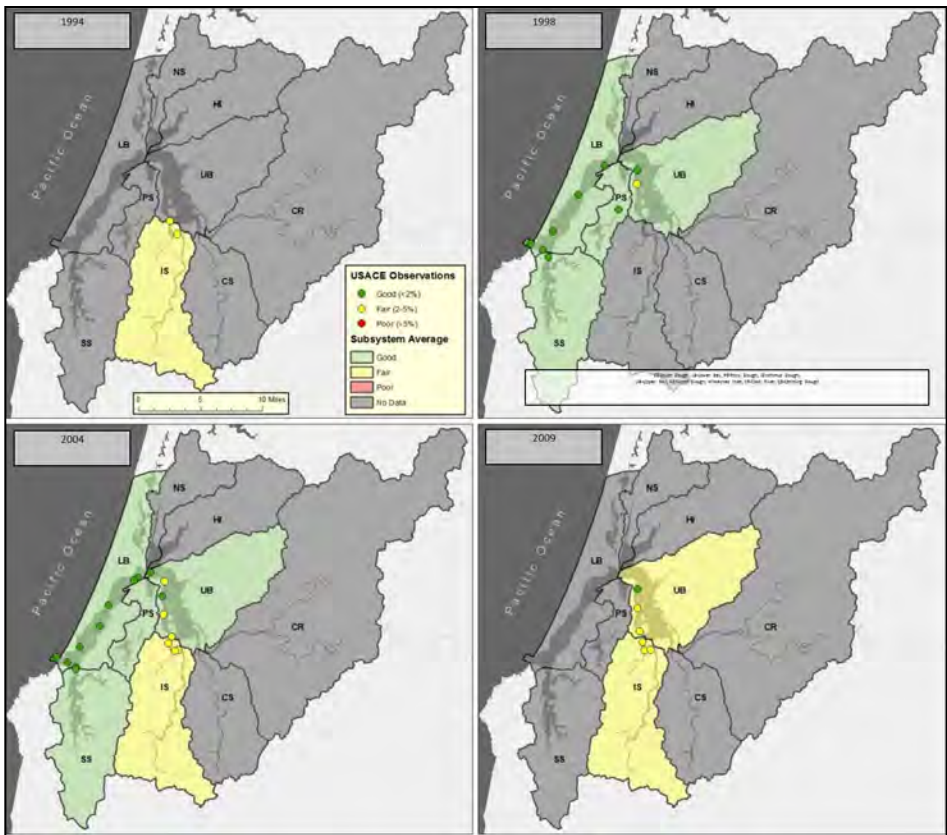 1994
NS
HI
Pacific Ocean
LB
UB
PS
CR
IS
CS
SS
USACE Observations
Good (<2%)
Fair (2-5%)
Poor (>5%)
Subsystem Average
Good
Fair
Poor
No Data
0 5 10 Miles
1998
NS
HI
Pacific Ocean
LB
UB
PS
CR
IS
CS
SS
2004
NS
HI
Pacific Ocean
LB
UB
PS
CR
IS
CS
SS
2009
NS
HI
Pacific Ocean
LB
UB
PS
CR
IS
CS
SS